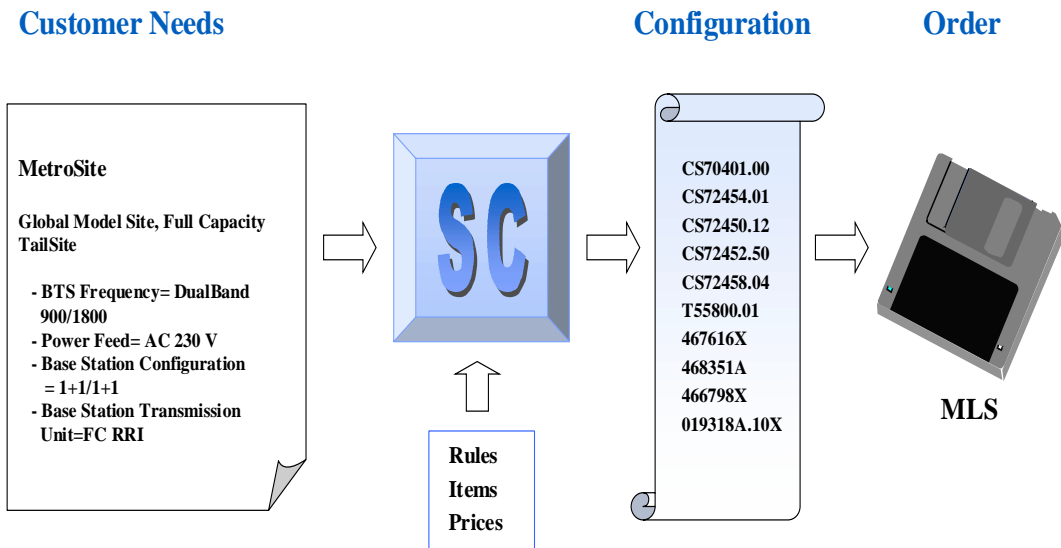 Customer Needs
Configuration
Order
MetroSite
Global Model Site, Full Capacity
TailSite
- BTS Frequency= DualBand
900/1800
- Power Feed= AC 230 V
- Base Station Configuration
= 1+1/1+1
- Base Station Transmission
Unit=FC RRI
SC
Rules
Items
Prices
CS70401.00
CS72454.01
CS72450.12
CS72452.50
CS72458.04
T55800.01
467616X
468351A
466798X
019318A.10X
MLS